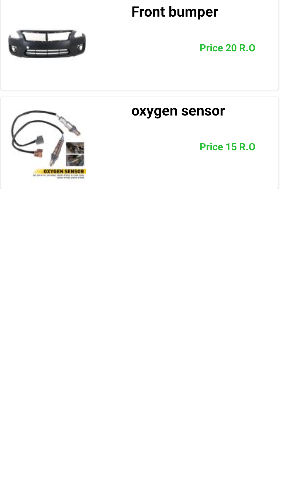 Front bumper
Price 20 R.O
oxygen sensor
Price 15 R.O
OXYGEN SENSOR